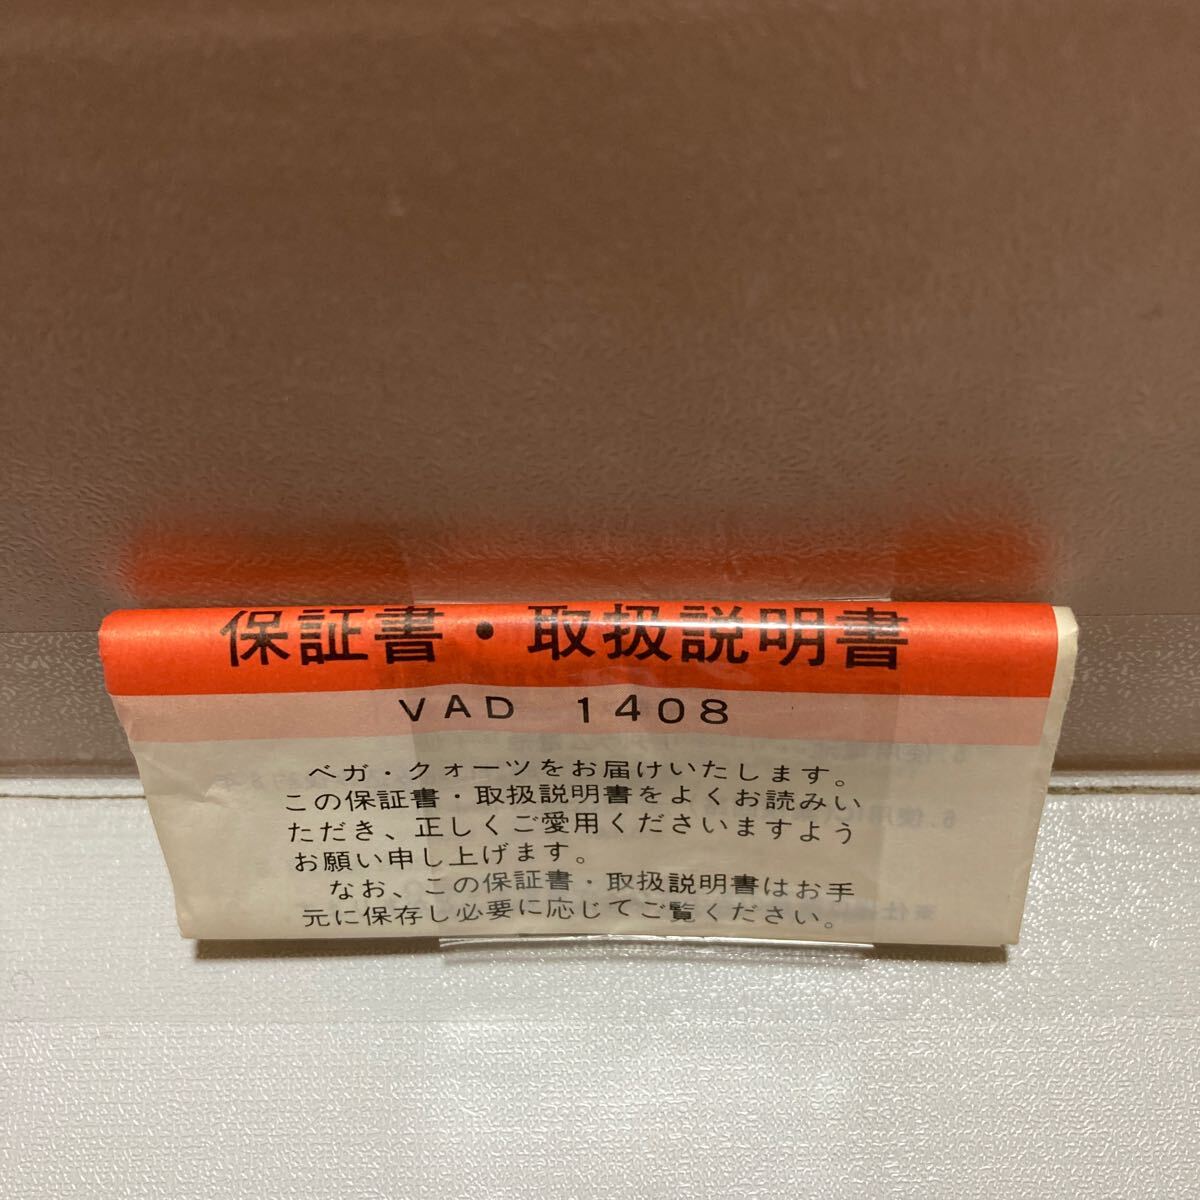 保証書・取扱説明書
VAD 1408
ベガ・クォーツをお届けいたします。
この保証書・取扱説明書をよくお読みい
ただき、正しくご愛用くださいますよう
お願い申し上げます。
なお、この保証書・取扱説明書はお手
元に保存し必要に応じてご覧ください。